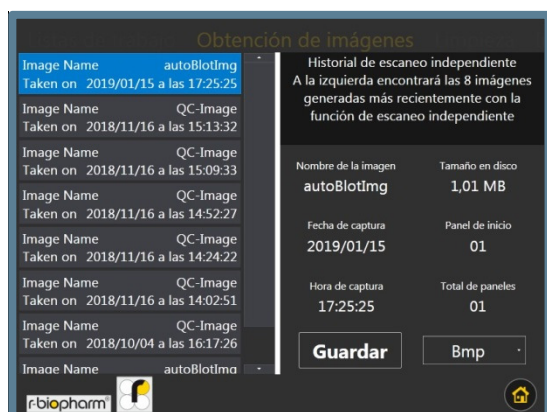 Obtención de imágenes
Image Name autoBlotImg
Taken on 2019/01/15 a las 17:25:25
Image Name QC-Image
Taken on 2018/11/16 a las 15:13:32
Image Name QC-Image
Taken on 2018/11/16 a las 15:09:33
Image Name QC-Image
Taken on 2018/11/16 a las 14:52:27
Image Name QC-Image
Taken on 2018/11/16 a las 14:24:22
Image Name QC-Image
Taken on 2018/11/16 a las 14:02:51
Image Name QC-Image
Taken on 2018/10/04 a las 16:17:26
Image Name autoBlotImg
Historial de escaneo independiente
A la izquierda encontrará las 8 imágenes
generadas más recientemente con la
función de escaneo independiente
Nombre de la imagen Tamaño en disco
autoBlotImg 1,01 MB
Fecha de captura Panel de inicio
2019/01/15 01
Hora de captura Total de paneles
17:25:25 01
Guardar Bmp
r-biopharm®